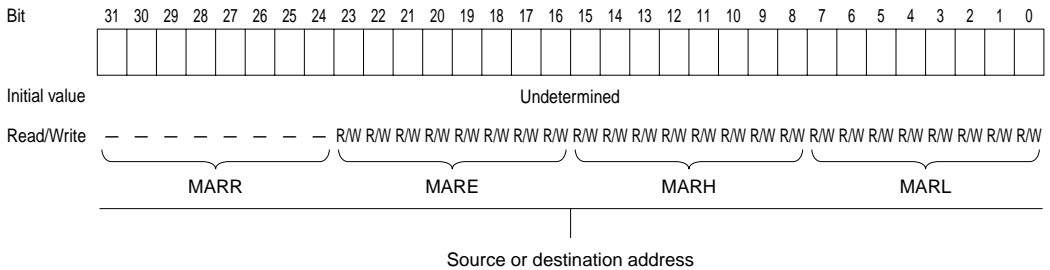 Bit 31 30 29 28 27 26 25 24 23 22 21 20 19 18 17 16 15 14 13 12 11 10 9 8 7 6 5 4 3 2 1 0
Initial value Undetermined
Read/Write — — — — — — — — R/W R/W R/W R/W R/W R/W R/W R/W R/W R/W R/W R/W R/W R/W R/W R/W R/W R/W R/W R/W R/W R/W R/W R/W
MARR MARE MARH MARL
Source or destination address